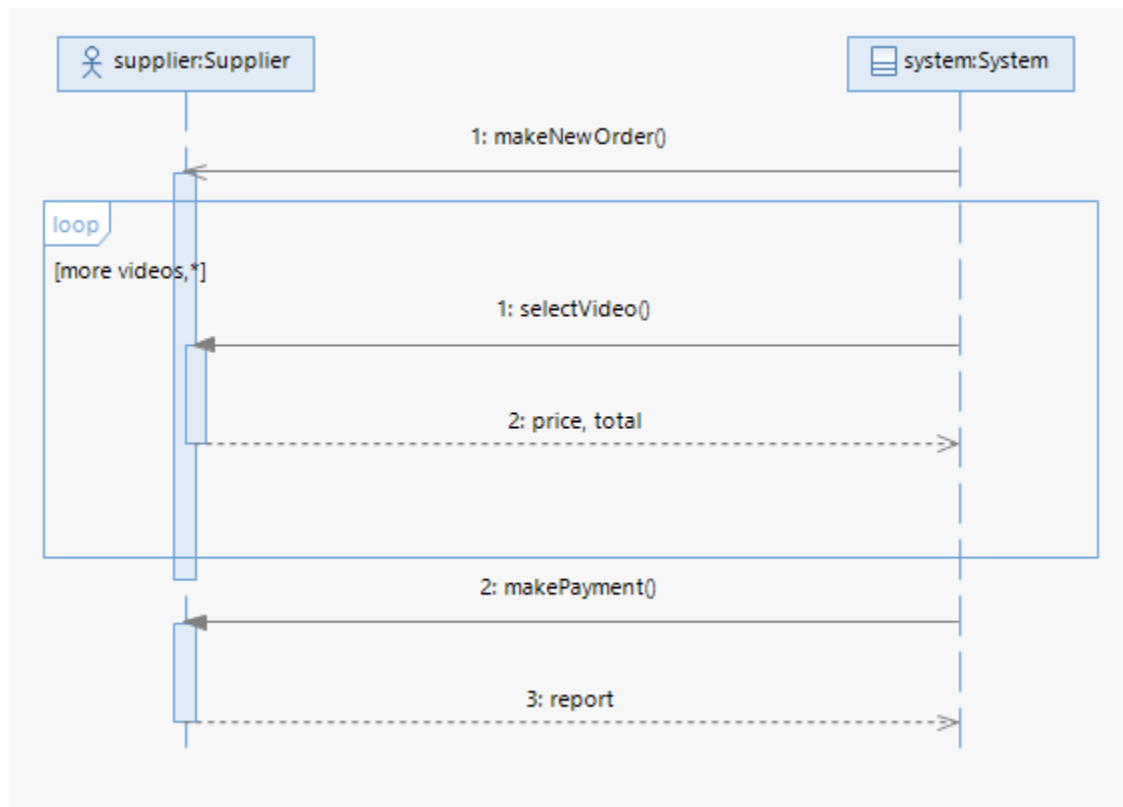 supplier:Supplier
system:System
1: makeNewOrder()
loop
[more videos,*]
1: selectVideo()
2: price, total
2: makePayment()
3: report